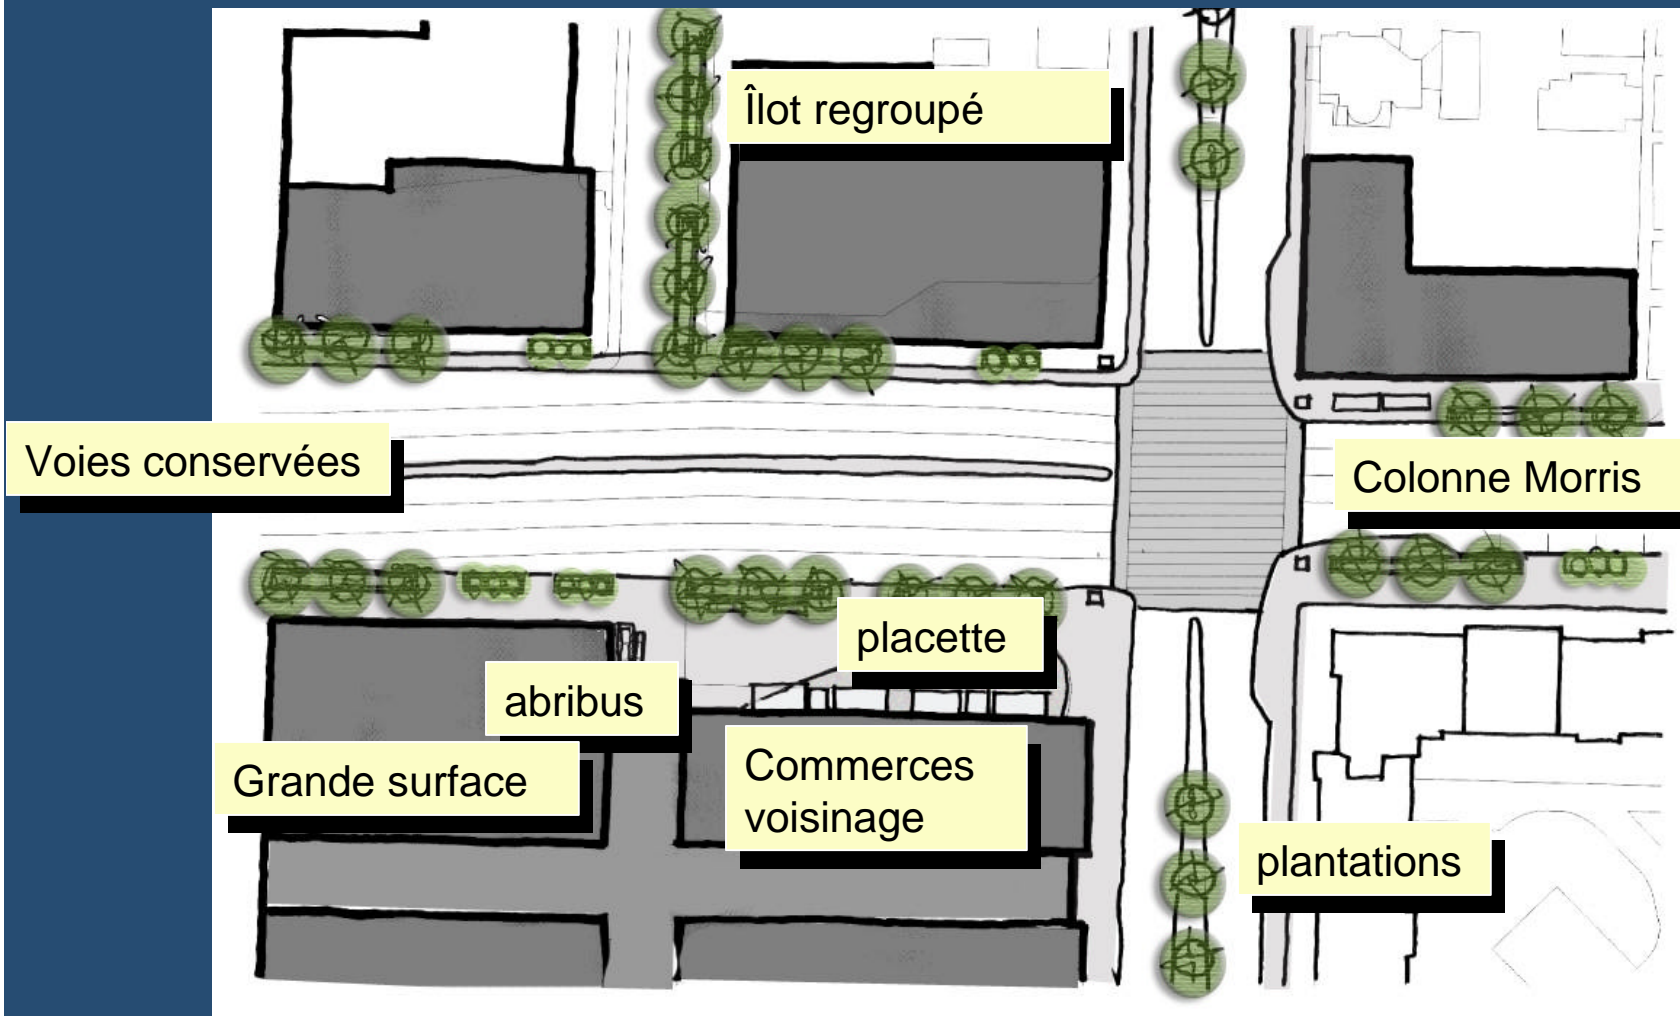 Îlot regroupé
Voies conservées
Colonne Morris
placette
abribus
Grande surface
Commerces
voisinage
plantations